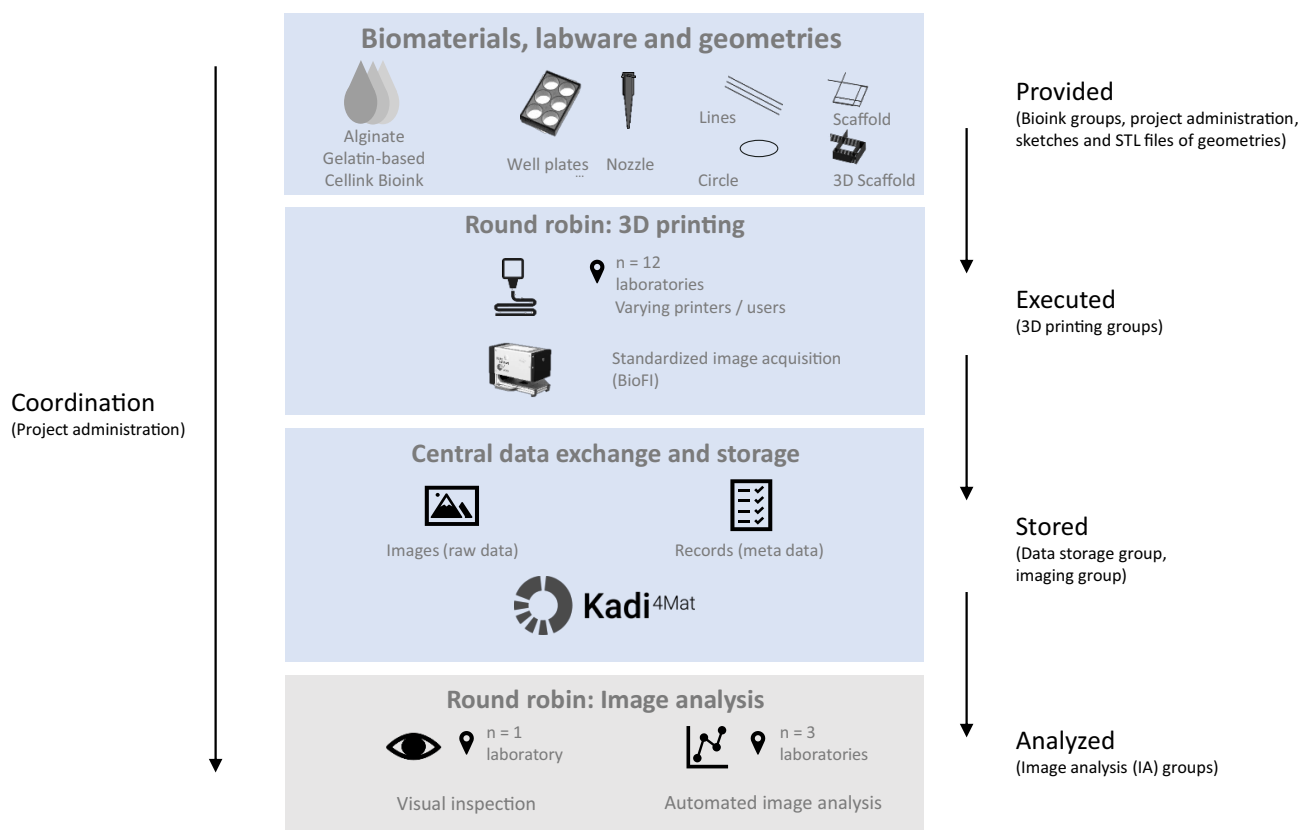 Biomaterials, labware and geometries
Alginate
Gelatin-based
Cellink Bioink
Well plates
...
Nozzle
Lines
Scaffold
Circle
3D Scaffold
Provided
(Bioink groups, project administration,
sketches and STL files of geometries)
Round robin: 3D printing
n = 12
laboratories
Varying printers / users
Standardized image acquisition
(BioFI)
Executed
(3D printing groups)
Coordination
(Project administration)
Central data exchange and storage
Images (raw data)
Records (meta data)
Kadi4Mat
Stored
(Data storage group,
imaging group)
Round robin: Image analysis
n = 1
laboratory
n = 3
laboratories
Visual inspection
Automated image analysis
Analyzed
(Image analysis (IA) groups)